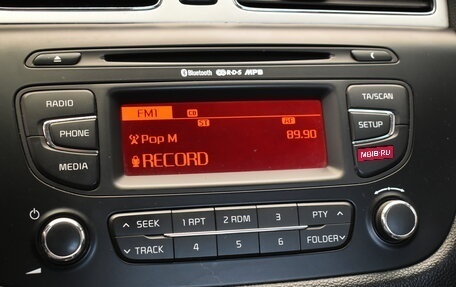 Bluetooth R·D·S MP3
RADIO
PHONE
MEDIA
FM1 CD
ST AF
Pop M 89.90
RECORD
TA/SCAN
SETUP
SEEK 1 RPT 2 RDM 3 PTY
TRACK 4 5 6 FOLDER